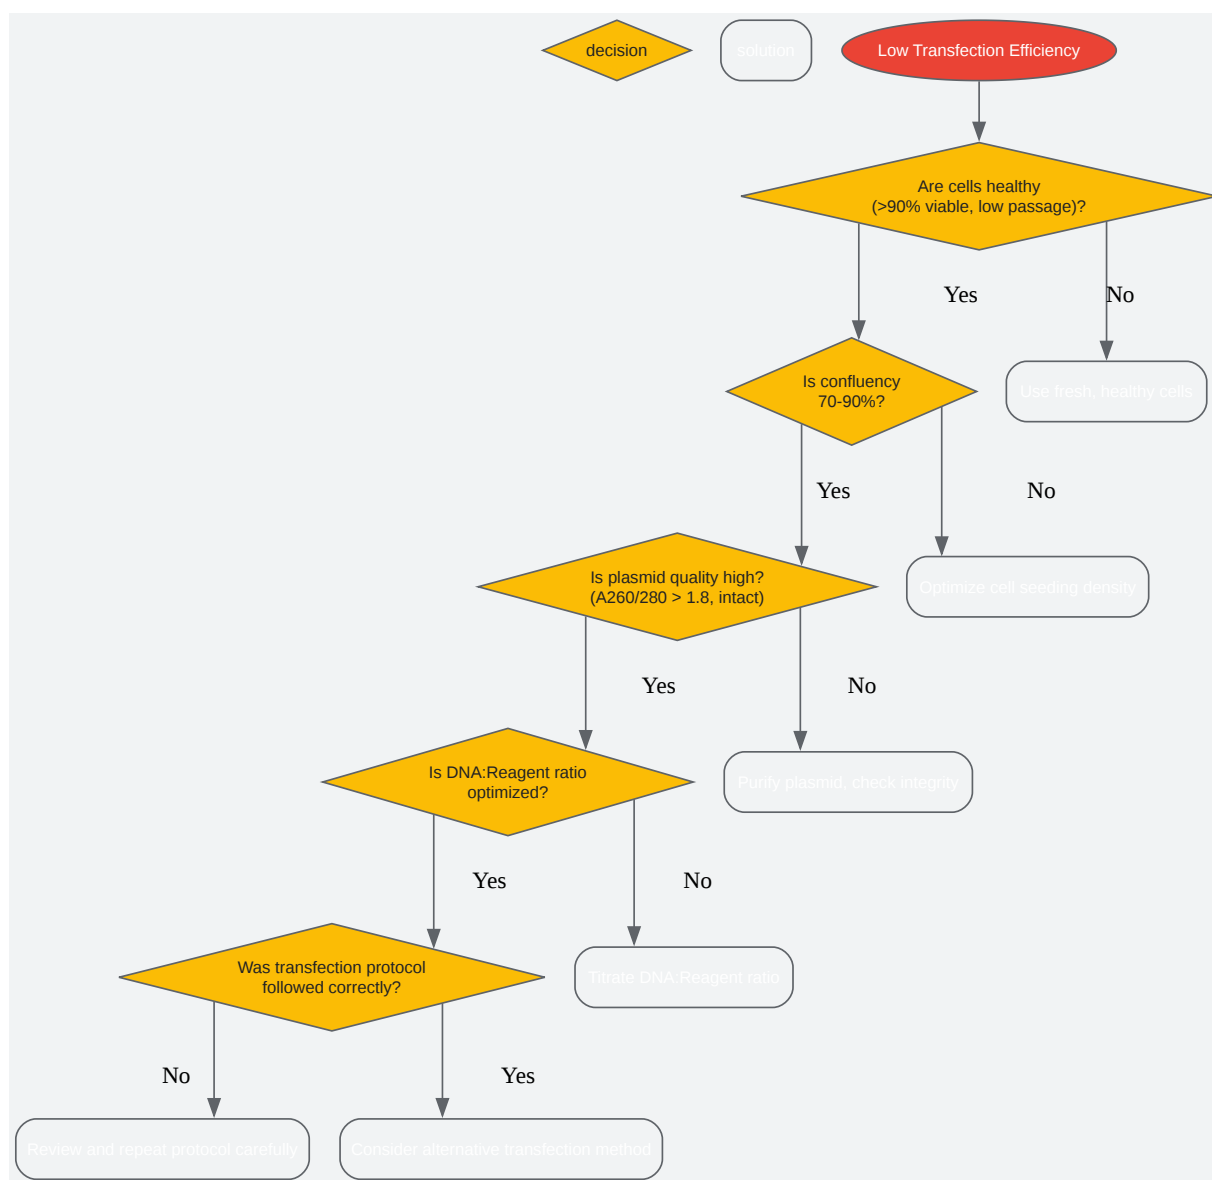 decision
solution
Low Transfection Efficiency
Are cells healthy
(>90% viable, low passage)?
Yes
No
Is confluency
70-90%?
Use fresh, healthy cells
Yes
No
Is plasmid quality high?
(A260/280 > 1.8, intact)
Optimize cell seeding density
Yes
No
Is DNA:Reagent ratio
optimized?
Purify plasmid, check integrity
Yes
No
Was transfection protocol
followed correctly?
Titrate DNA:Reagent ratio
No
Yes
Review and repeat protocol carefully
Consider alternative transfection method